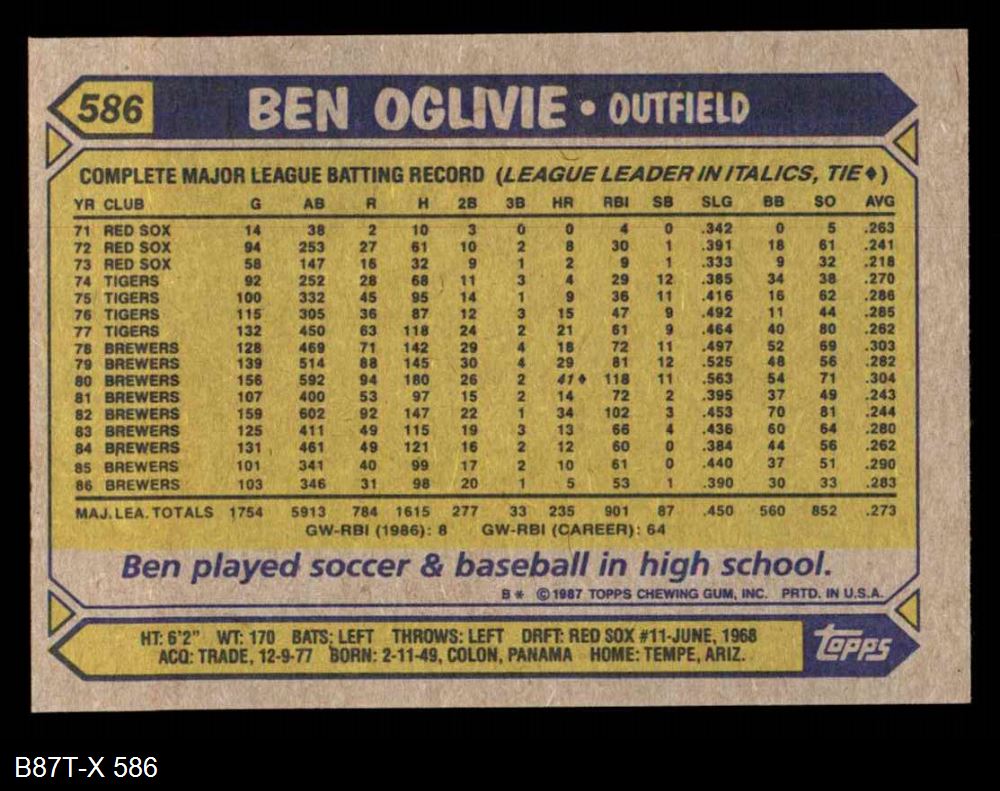 586 BEN OGLIVIE • OUTFIELD
COMPLETE MAJOR LEAGUE BATTING RECORD (LEAGUE LEADER IN ITALICS, TIE♦)
YR CLUB G AB R H 2B 3B HR RBI SB SLG BB SO AVG
71 RED SOX 14 38 2 10 3 0 0 4 0 .342 0 5 .263
72 RED SOX 94 253 27 61 10 2 8 30 1 .391 18 61 .241
73 RED SOX 58 147 16 32 9 1 2 9 1 .333 9 32 .218
74 TIGERS 92 252 28 68 11 3 4 29 12 .385 34 38 .270
75 TIGERS 100 332 45 95 14 1 9 36 11 .416 16 62 .286
76 TIGERS 115 305 36 87 12 3 15 47 9 .492 11 44 .285
77 TIGERS 132 450 63 118 24 2 21 61 9 .464 40 80 .262
78 BREWERS 128 469 71 142 29 4 18 72 11 .497 52 69 .303
79 BREWERS 139 514 88 145 30 4 29 81 12 .525 48 56 .282
80 BREWERS 156 592 94 180 26 2 41♦ 118 11 .563 54 71 .304
81 BREWERS 107 400 53 97 15 2 14 72 2 .395 37 49 .243
82 BREWERS 159 602 92 147 22 1 34 102 3 .453 70 81 .244
83 BREWERS 125 411 49 115 19 3 13 66 4 .436 60 64 .280
84 BREWERS 131 461 49 121 16 2 12 60 0 .384 44 56 .262
85 BREWERS 101 341 40 99 17 2 10 61 0 .440 37 51 .290
86 BREWERS 103 346 31 98 20 1 5 53 1 .390 30 33 .283
MAJ. LEA. TOTALS 1754 5913 784 1615 277 33 235 901 87 .450 560 852 .273
GW-RBI (1986): 8 GW-RBI (CAREER): 64
Ben played soccer & baseball in high school.
B* ©1987 TOPPS CHEWING GUM, INC. PRTD. IN U.S.A.
HT: 6'2" WT: 170 BATS: LEFT THROWS: LEFT DRFT: RED SOX #11-JUNE, 1968
ACQ: TRADE, 12-9-77 BORN: 2-11-49, COLON, PANAMA HOME: TEMPE, ARIZ.
topps
B87T-X 586